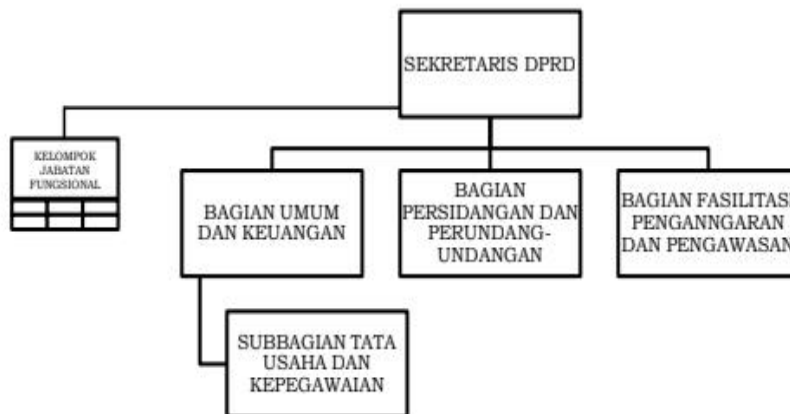 SEKRETARIS DPRD
KELOMPOK
JABATAN
FUNGSIONAL
BAGIAN UMUM
DAN KEUANGAN
BAGIAN
PERSIDANGAN DAN
PERUNDANG-
UNDANGAN
BAGIAN FASILITASI
PENGANNGARAN
DAN PENGAWASAN
SUBBAGIAN TATA
USAHA DAN
KEPEGAWAIAN